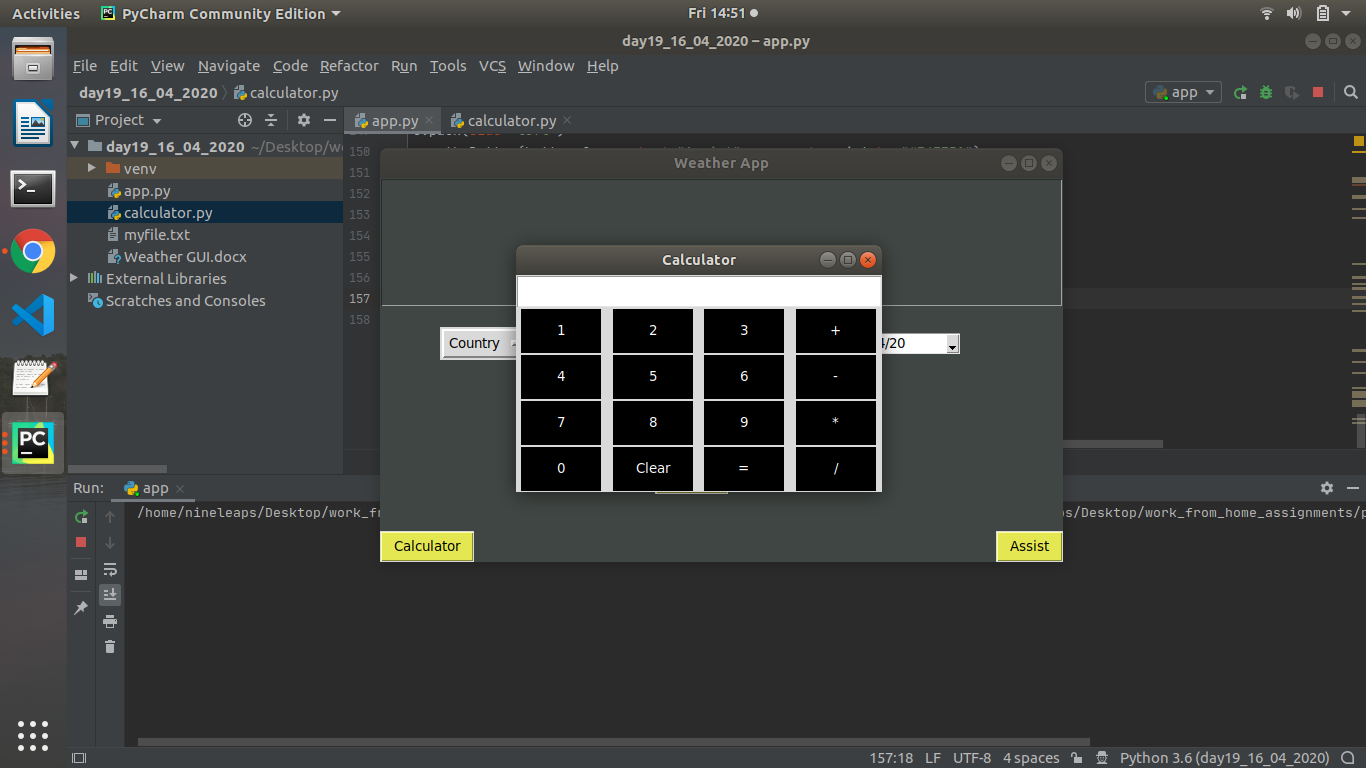 Activities PyCharm Community Edition Fri 14:51
day19_16_04_2020 – app.py
File Edit View Navigate Code Refactor Run Tools VCS Window Help
day19_16_04_2020 calculator.py app
Project app.py calculator.py
day19_16_04_2020 ~/Desktop/w
venv
app.py
calculator.py
myfile.txt
Weather GUI.docx
External Libraries
Scratches and Consoles
150
151
152
153
154
155
156
157
158
Weather App
Country
4/20
Calculator
1 2 3 +
4 5 6 -
7 8 9 *
0 Clear = /
Calculator Assist
Run: app
/home/nineleaps/Desktop/work_fr
s/Desktop/work_from_home_assignments/p
PC
157:18 LF UTF-8 4 spaces Python 3.6 (day19_16_04_2020)